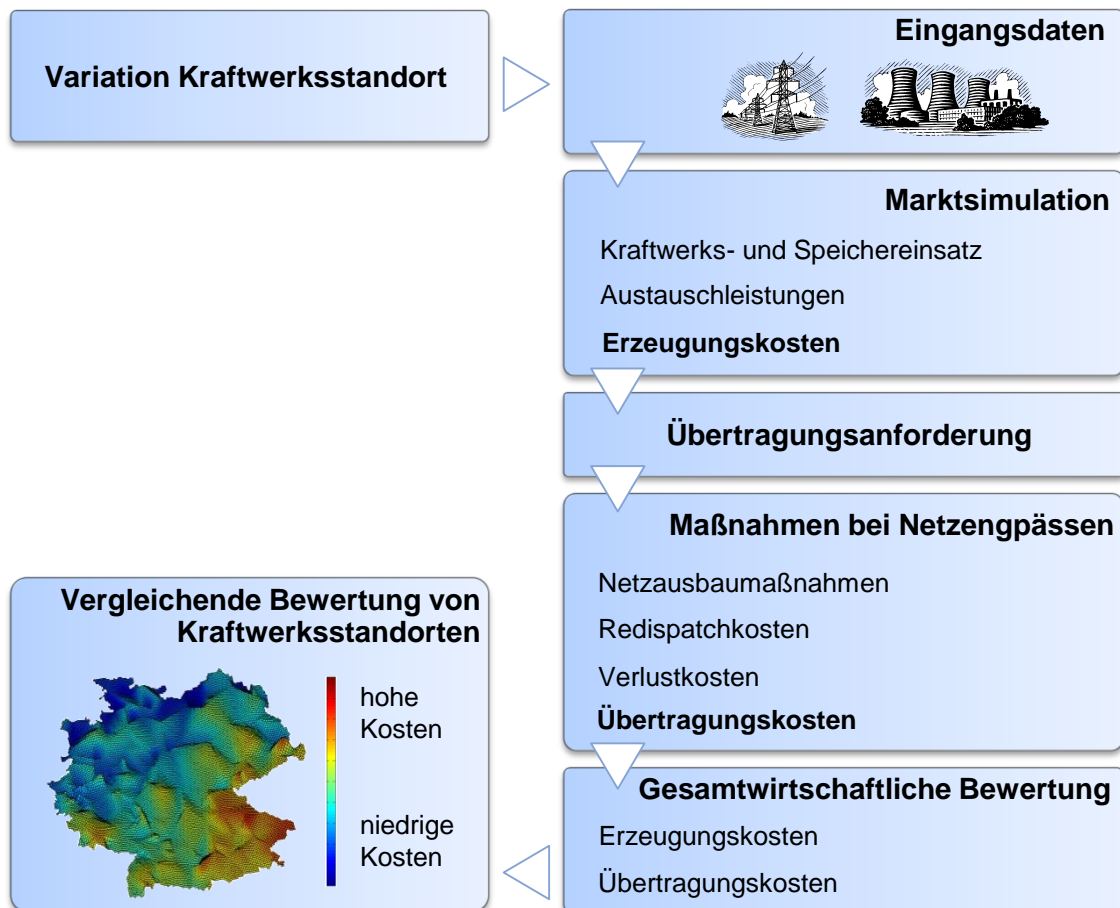 Variation Kraftwerksstandort
Eingangsdaten
Marktsimulation
Kraftwerks- und Speichereinsatz
Austauschleistungen
Erzeugungskosten
Übertragungsanforderung
Maßnahmen bei Netzengpässen
Netzausbaumaßnahmen
Redispatchkosten
Verlustkosten
Übertragungskosten
Gesamtwirtschaftliche Bewertung
Erzeugungskosten
Übertragungskosten
Vergleichende Bewertung von
Kraftwerksstandorten
hohe
Kosten
niedrige
Kosten